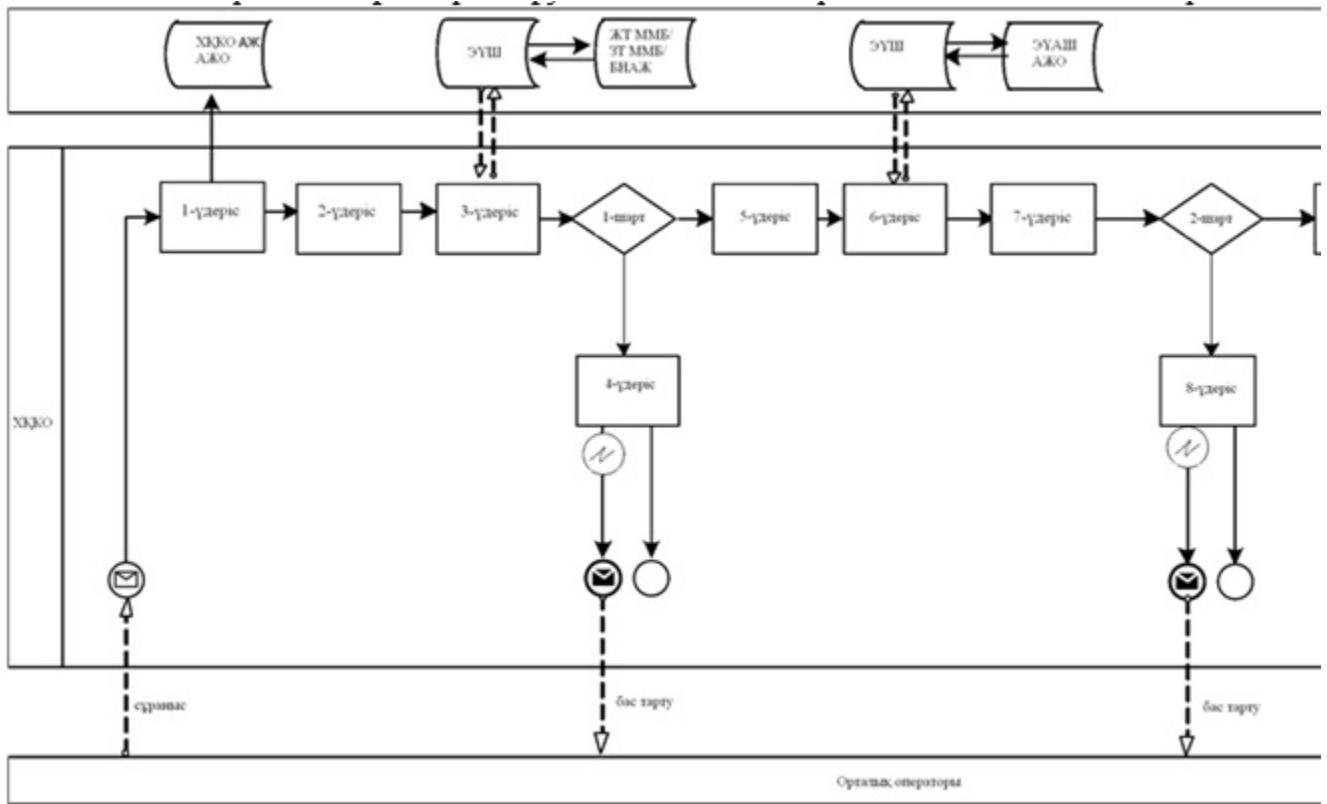 ХҚКО АЖ
АЖО
ЭҮШ
ЖТ ММБ/
ЗТ ММБ/
БНАЖ
ЭҮШ
ЭҮАШ
АЖО
1-үдеріс
2-үдеріс
3-үдеріс
1-шарт
5-үдеріс
6-үдеріс
7-үдеріс
2-шарт
4-үдеріс
8-үдеріс
ХҚКО
сұраныс
бас тарту
бас тарту
Орталық операторы